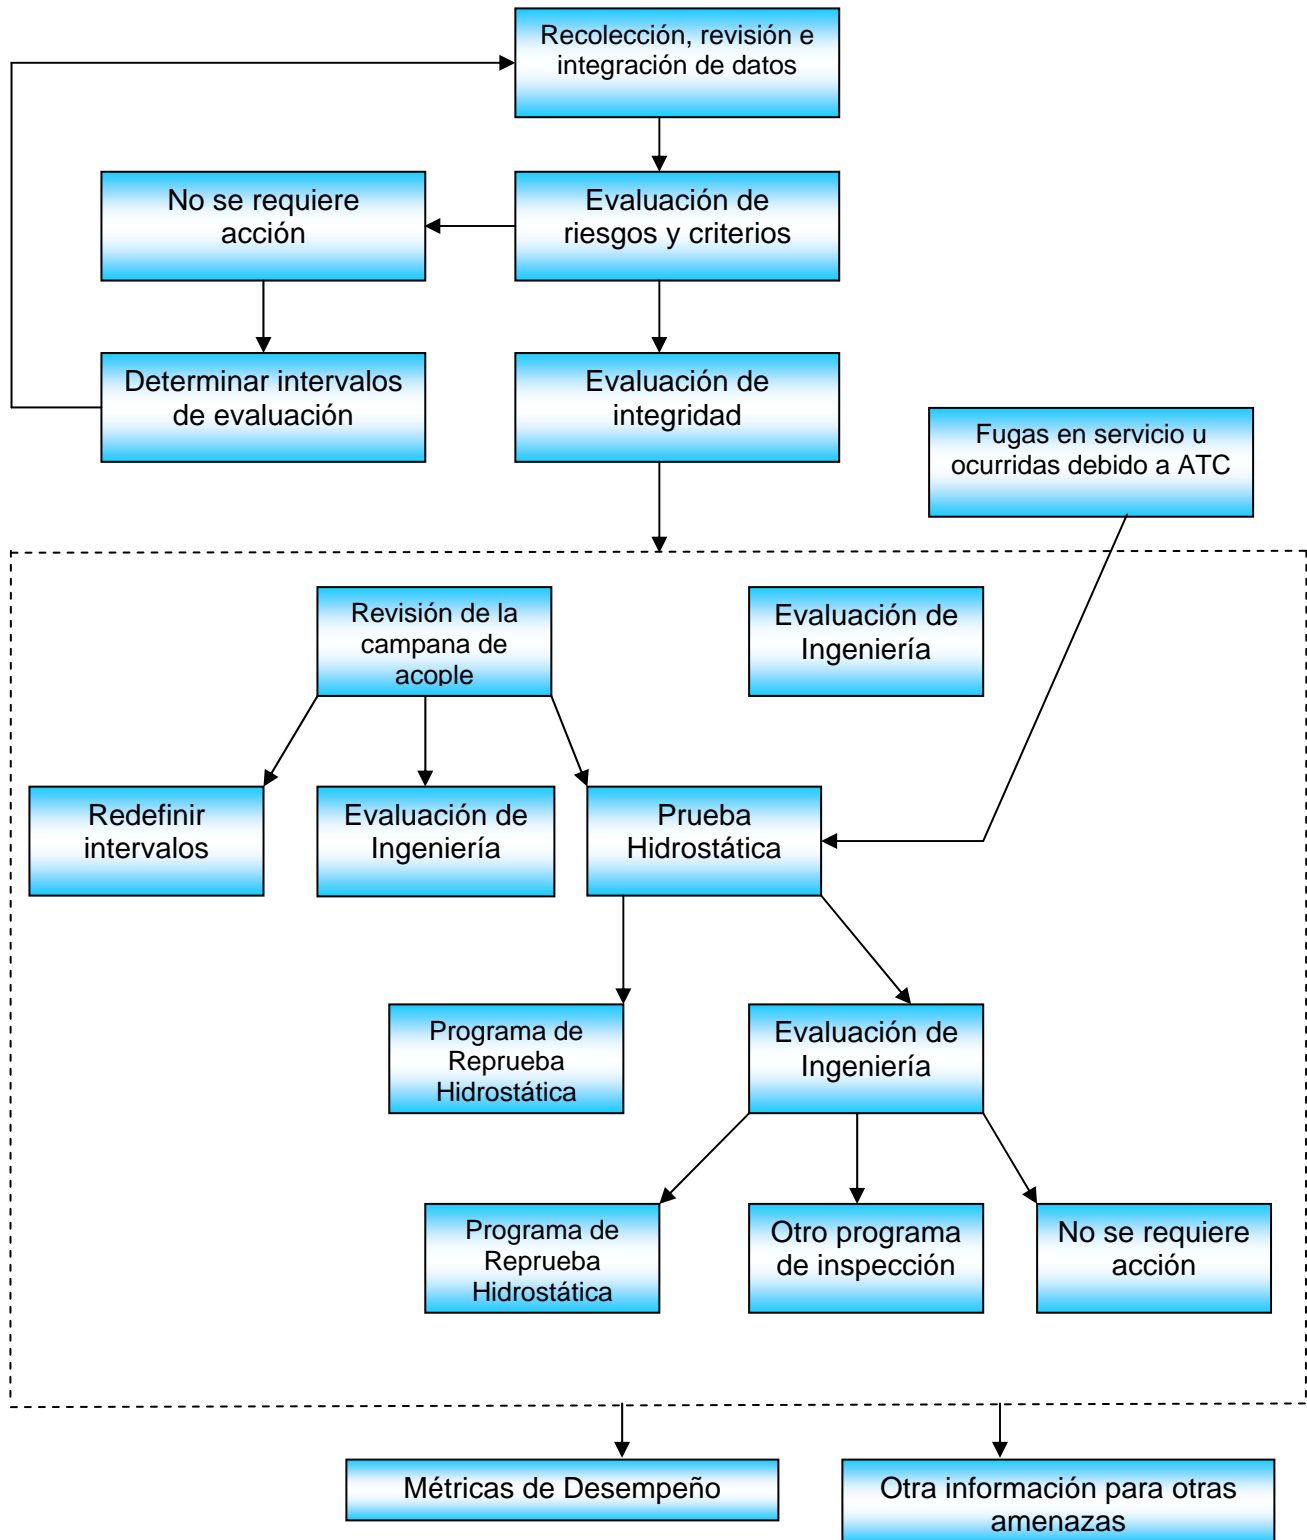 Recolección, revisión e
integración de datos
No se requiere
acción
Evaluación de
riesgos y criterios
Determinar intervalos
de evaluación
Evaluación de
integridad
Fugas en servicio u
ocurridas debido a ATC
Revisión de la
campana de
acople
Evaluación de
Ingeniería
Redefinir
intervalos
Evaluación de
Ingeniería
Prueba
Hidrostática
Programa de
Reprueba
Hidrostática
Evaluación de
Ingeniería
Programa de
Reprueba
Hidrostática
Otro programa
de inspección
No se requiere
acción
Métricas de Desempeño
Otra información para otras
amenazas